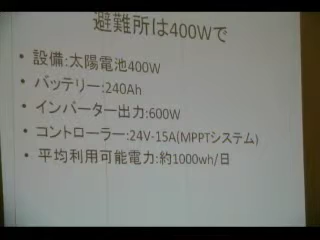 避難所は400Wで
• 設備:太陽電池400W
• バッテリー:240Ah
• インバーター出力:600W
• コントローラー:24V-15A(MPPTシステム)
• 平均利用可能電力:約1000wh/日